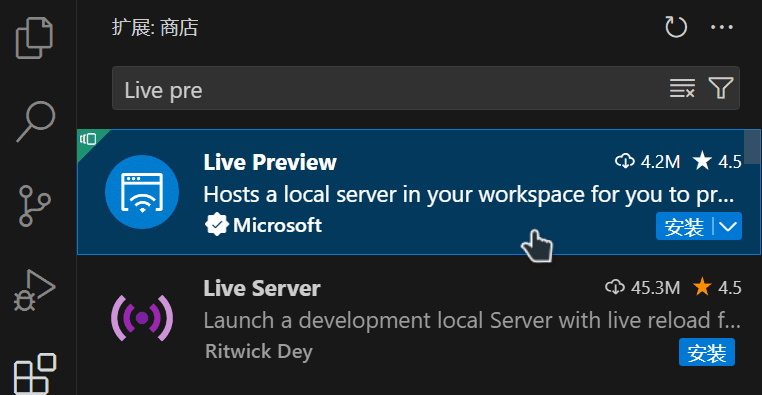 扩展: 商店
Live pre
Live Preview 4.2M 4.5
Hosts a local server in your workspace for you to pr...
Microsoft 安装
Live Server 45.3M 4.5
Launch a development local Server with live reload f...
Ritwick Dey 安装